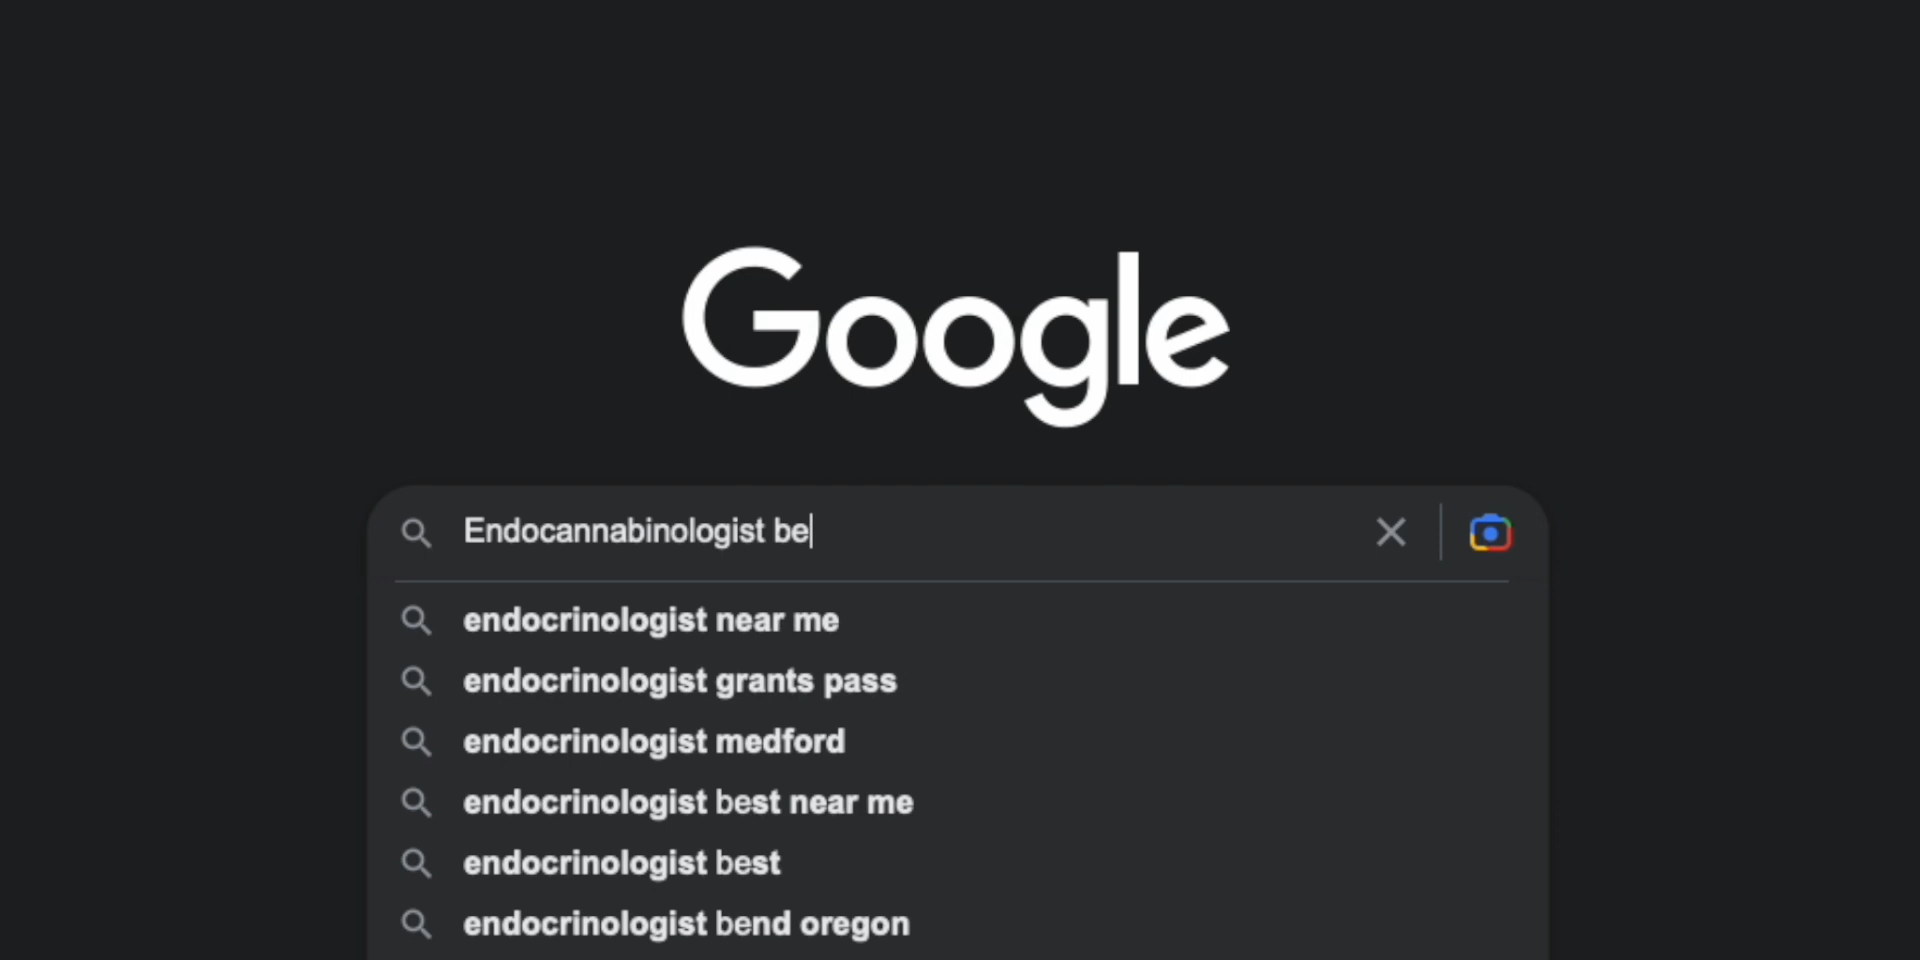 Google
Endocannabinologist be
endocrinologist near me
endocrinologist grants pass
endocrinologist medford
endocrinologist best near me
endocrinologist best
endocrinologist bend oregon